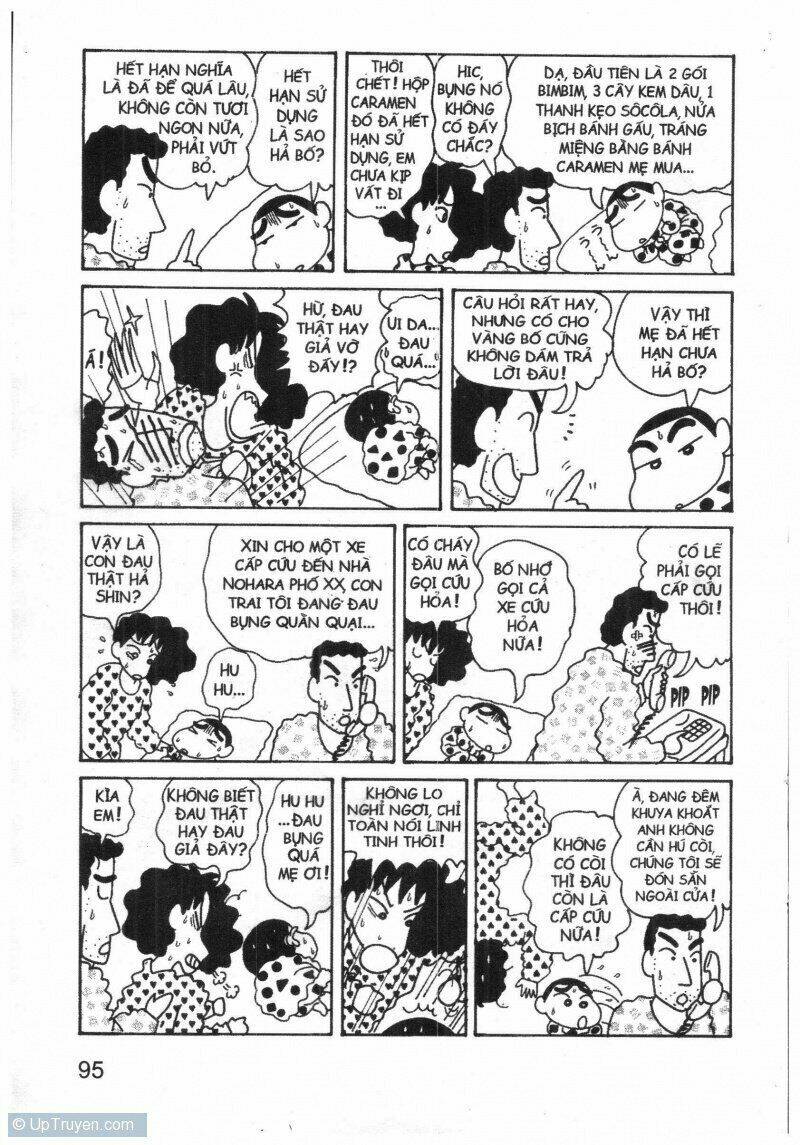 DẠ, ĐẦU TIÊN LÀ 2 GÓI
BIMBIM, 3 CÂY KEM DÂU, 1
THANH KẸO SÔCÔLA, NỬA
BỊCH BÁNH GẤU, TRÁNG
MIỆNG BẰNG BÁNH
CARAMEN MẸ MUA...
HIC,
BỤNG NÓ
KHÔNG
CÓ ĐÁY
CHẮC?
THÔI
CHẾT! HỘP
CARAMEN
ĐÓ ĐÃ HẾT
HẠN SỬ
DỤNG, EM
CHƯA KỊP
VẤT ĐI
...
HẾT
HẠN SỬ
DỤNG
LÀ SAO
HẢ BỐ?
HẾT HẠN NGHĨA
LÀ ĐÃ ĐỂ QUÁ LÂU,
KHÔNG CÒN TƯƠI
NGON NỮA,
PHẢI VỨT
BỎ.
VẬY THÌ
MẸ ĐÃ HẾT
HẠN CHƯA
HẢ BỐ?
CÂU HỎI RẤT HAY,
NHƯNG CÓ CHO
VÀNG BỐ CŨNG
KHÔNG DÁM TRẢ
LỜI ĐÂU!
UI DA...
ĐAU
QUÁ...
HỪ, ĐAU
THẬT HAY
GIẢ VỜ
ĐẤY!?
Á!
CÓ LẼ
PHẢI GỌI
CẤP CỨU
THÔI!
PIP PIP
BỐ NHỚ
GỌI CẢ
XE CỨU
HỎA
NỮA!
CÓ CHÁY
ĐÂU MÀ
GỌI CỨU
HỎA!
XIN CHO MỘT XE
CẤP CỨU ĐẾN NHÀ
NOHARA PHỐ XX, CON
TRAI TÔI ĐANG ĐAU
BỤNG QUẰN QUẠI...
VẬY LÀ
CON ĐAU
THẬT HẢ
SHIN?
HU
HU...
À, ĐANG ĐÊM
KHUYA KHOẮT
ANH KHÔNG
CẦN HÚ CÒI,
CHÚNG TÔI SẼ
ĐÓN SẴN
NGOÀI CỬA!
KHÔNG
CÓ CÒI
THÌ ĐÂU
CÒN LÀ
CẤP CỨU
NỮA!
KHÔNG LO
NGHỈ NGƠI, CHỈ
TOÀN NÓI LINH
TINH THÔI!
HU HU
...ĐAU
BỤNG
QUÁ
MẸ ƠI!
KHÔNG BIẾT
ĐAU THẬT
HAY ĐAU
GIẢ ĐÂY?
KÌA
EM!
95
© UpTruyen.com